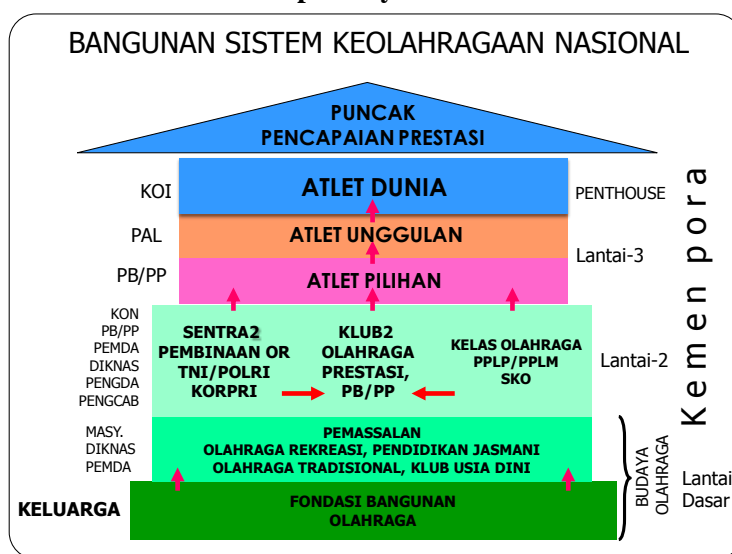 BANGUNAN SISTEM KEOLAHRAGAAN NASIONAL
PUNCAK
PENCAPAIAN PRESTASI
KOI
ATLET DUNIA
PENTHOUSE
PAL
ATLET UNGGULAN
Lantai-3
PB/PP
ATLET PILIHAN
KON
PB/PP
PEMDA
DIKNAS
PENGDA
PENGCAB
SENTRA2
PEMBINAAN OR
TNI/POLRI
KORPRI
KLUB2
OLAHRAGA
PRESTASI,
PB/PP
KELAS OLAHRAGA
PPLP/PPLM
SKO
Lantai-2
MASY.
DIKNAS
PEMDA
PEMASSALAN
OLAHRAGA REKREASI, PENDIDIKAN JASMANI
OLAHRAGA TRADISIONAL, KLUB USIA DINI
KELUARGA
FONDASI BANGUNAN
OLAHRAGA
BUDAYA
OLAHRAGA
Lantai
Dasar
Kemen pora